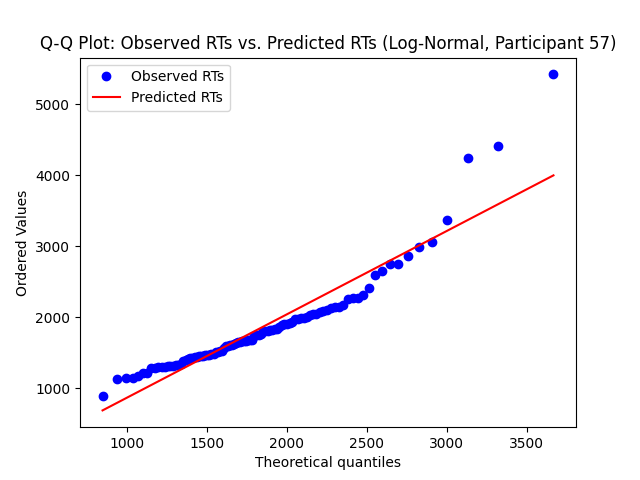 Q-Q Plot: Observed RTs vs. Predicted RTs (Log-Normal, Participant 57)
Observed RTs
Predicted RTs
5000
4000
3000
2000
1000
Ordered Values
1000
1500
2000
2500
3000
3500
Theoretical quantiles